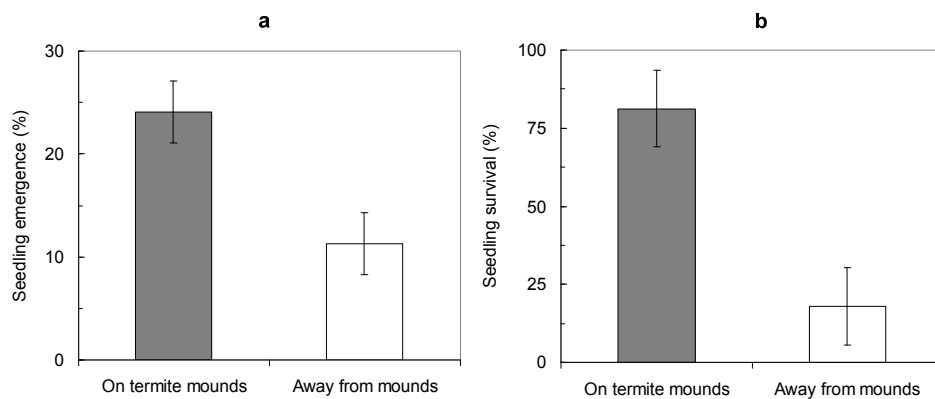 a
Seedling emergence (%)
30
20
10
0
On termite mounds
Away from mounds
b
Seedling survival (%)
100
75
50
25
0
On termite mounds
Away from mounds